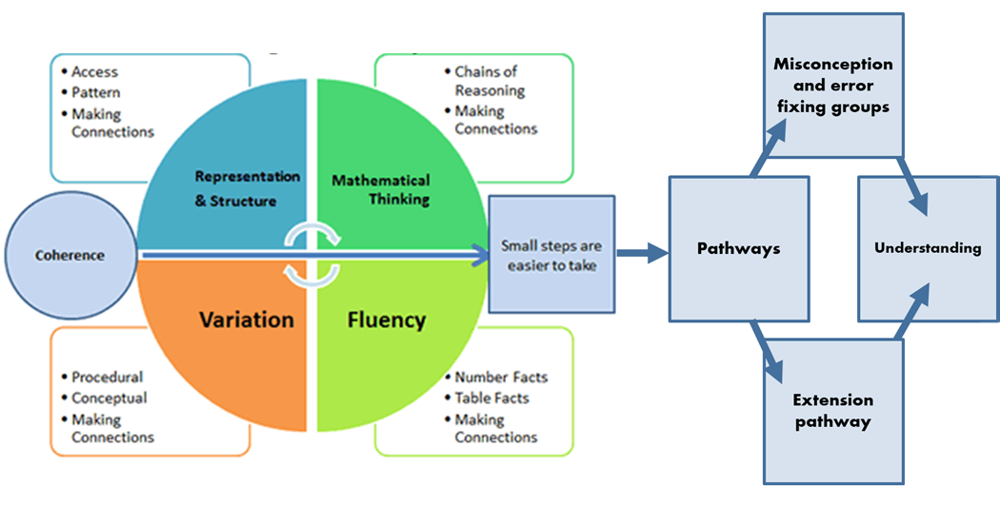 • Access
• Pattern
• Making
Connections
• Chains of
Reasoning
• Making
Connections
Representation
& Structure
Mathematical
Thinking
Coherence
Small steps are
easier to take
Variation
Fluency
• Procedural
• Conceptual
• Making
Connections
• Number Facts
• Table Facts
• Making
Connections
Pathways
Misconception
and error
fixing groups
Understanding
Extension
pathway